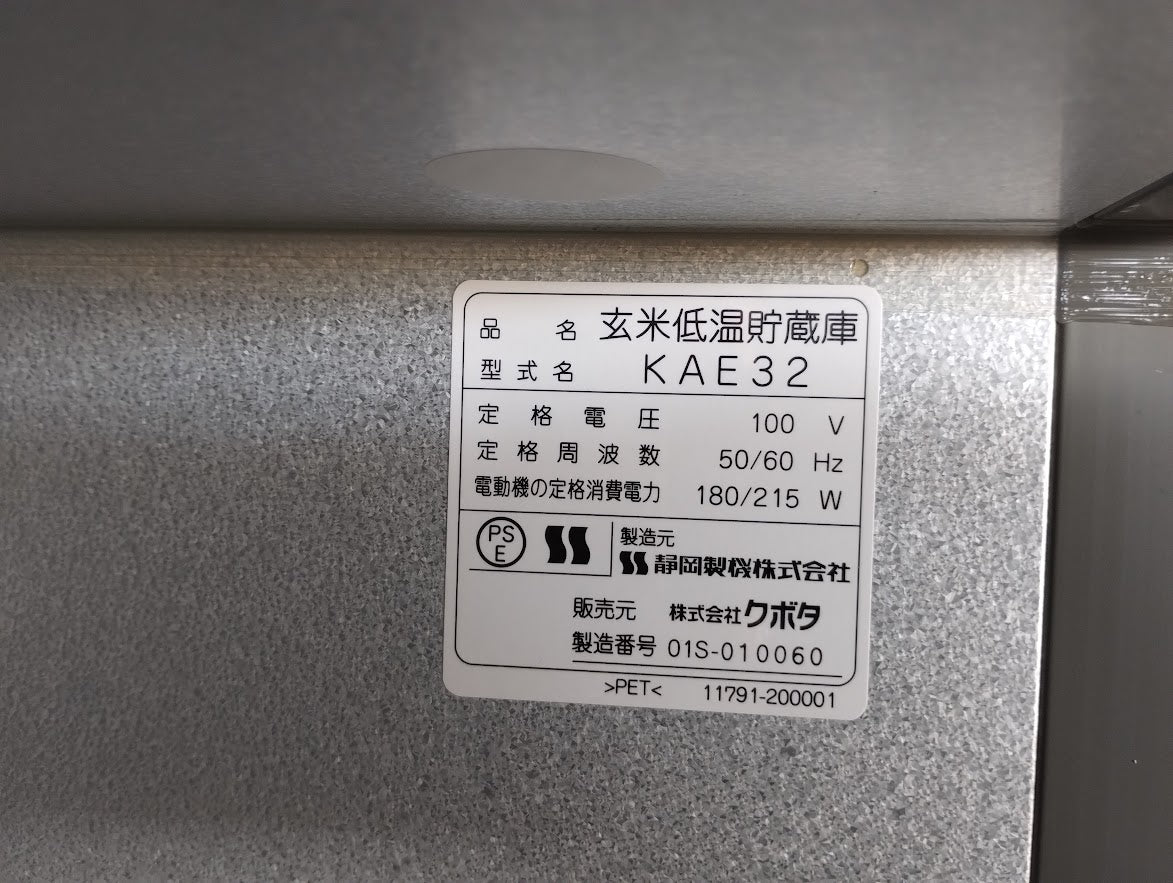 品 名 玄米低温貯蔵庫
型式名 KAE32
定格電圧 100 V
定格周波数 50/60 Hz
電動機の定格消費電力 180/215 W
PS
E
製造元
静岡製機株式会社
販売元 株式会社クボタ
製造番号 01S-010060
>PET< 11791-200001